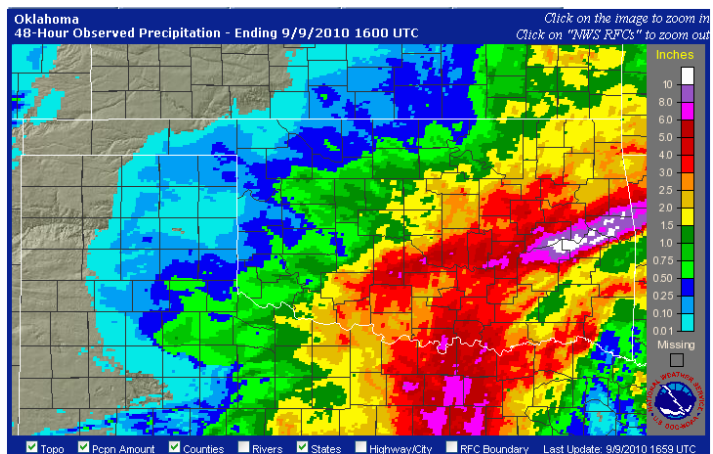 Oklahoma
48-Hour Observed Precipitation - Ending 9/9/2010 1600 UTC
Click on the image to zoom in
Click on "NWS RFCs" to zoom out
Inches
10
8.0
6.0
5.0
4.0
3.0
2.5
2.0
1.5
1.0
0.75
0.50
0.25
0.10
0.01
Missing
NATIONAL WEATHER SERVICE
Topo Pcpn Amount Counties Rivers States Highway/City RFC Boundary Last Update: 9/9/2010 1659 UTC